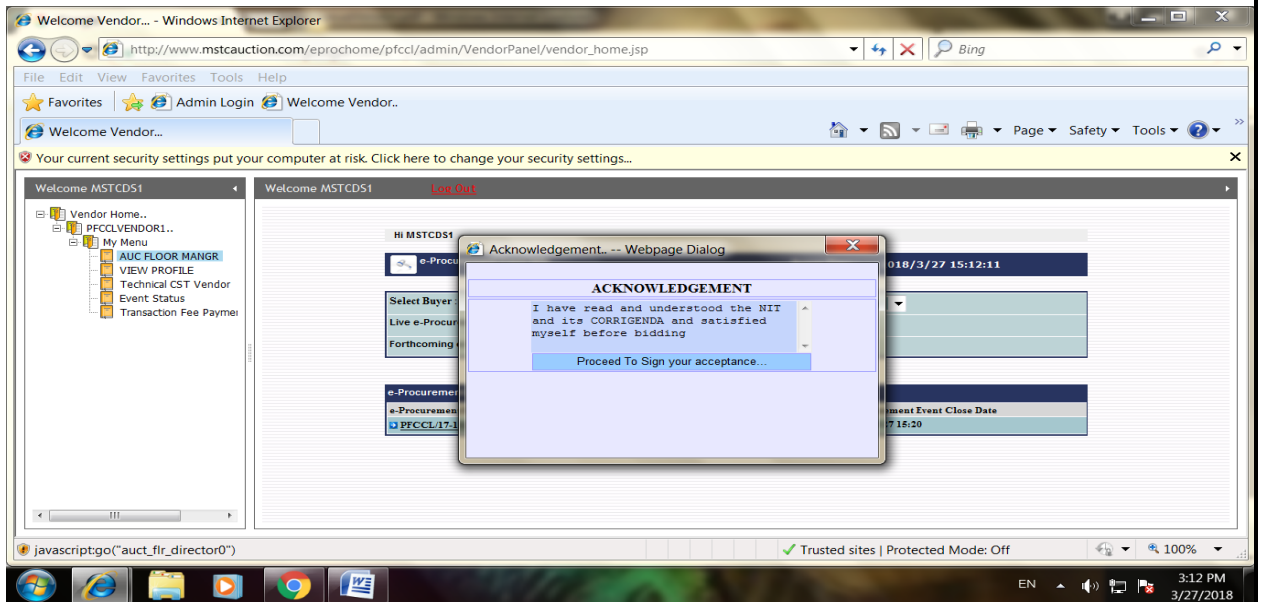 Welcome Vendor... - Windows Internet Explorer
http://www.mstcauction.com/eprochome/pfccl/admin/VendorPanel/vendor_home.jsp
Bing
File Edit View Favorites Tools Help
Favorites Admin Login Welcome Vendor..
Welcome Vendor...
Page Safety Tools
Your current security settings put your computer at risk. Click here to change your security settings...
Welcome MSTCDS1
Welcome MSTCDS1 Log Out
Vendor Home..
PFCCLVENDOR1..
My Menu
AUC FLOOR MANGR
VIEW PROFILE
Technical CST Vendor
Event Status
Transaction Fee Paymei
Hi MSTCDS1
e-Procu
018/3/27 15:12:11
Select Buyer :
Live e-Procur
Forthcoming
e-Procuremen
e-Procuremen
ement Event Close Date
PFCCL/17-1
7 15:20
Acknowledgement.. -- Webpage Dialog
ACKNOWLEDGEMENT
I have read and understood the NIT
and its CORRIGENDA and satisfied
myself before bidding
Proceed To Sign your acceptance...
javascript:go("auct_flr_director0")
Trusted sites | Protected Mode: Off
100%
EN
3:12 PM
3/27/2018